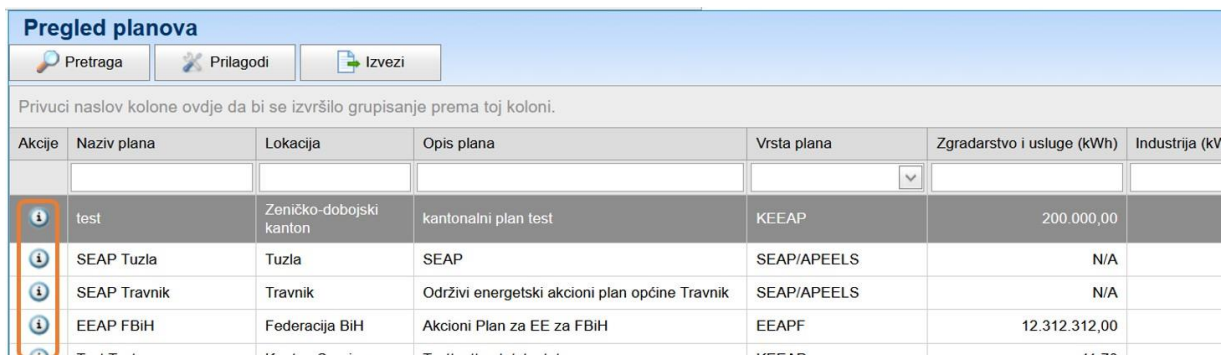 Pregled planova
Pretraga Prilagodi Izvezi
Privuci naslov kolone ovdje da bi se izvršilo grupisanje prema toj koloni.
Akcije Naziv plana Lokacija Opis plana Vrsta plana Zgradarstvo i usluge (kWh) Industrija
test Zeničko-dobojski kanton kantonalni plan test KEEAP 200.000,00
SEAP Tuzla Tuzla SEAP SEAP/APEELS N/A
SEAP Travnik Travnik Održivi energetski akcioni plan općine Travnik SEAP/APEELS N/A
EEAP FBiH Federacija BiH Akcioni Plan za EE za FBiH EEAPF 12.312.312,00